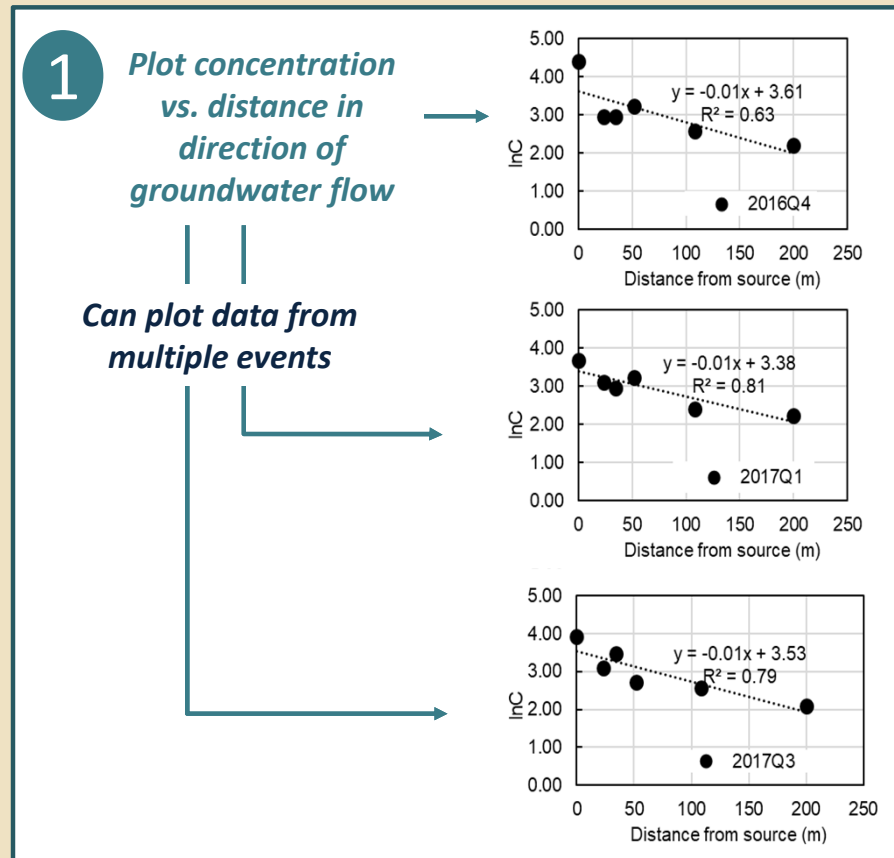 1
Plot concentration
vs. distance in
direction of
groundwater flow
Can plot data from
multiple events
5.00
4.00
3.00
2.00
1.00
0.00
lnC
y = -0.01x + 3.61
R² = 0.63
2016Q4
0 50 100 150 200 250
Distance from source (m)
5.00
4.00
3.00
2.00
1.00
0.00
lnC
y = -0.01x + 3.38
R² = 0.81
2017Q1
0 50 100 150 200 250
Distance from source (m)
5.00
4.00
3.00
2.00
1.00
0.00
lnC
y = -0.01x + 3.53
R² = 0.79
2017Q3
0 50 100 150 200 250
Distance from source (m)